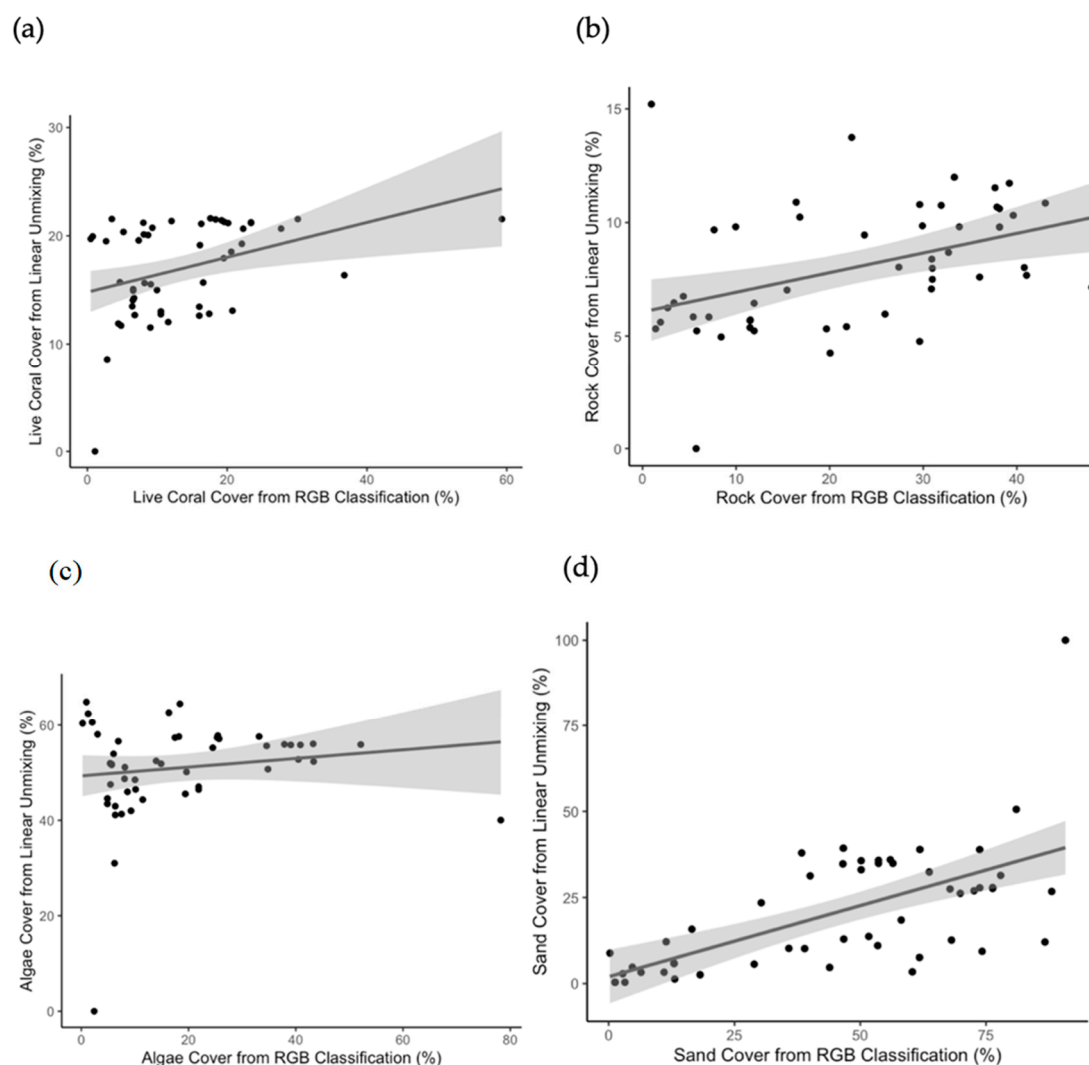 (a)
(b)
Live Coral Cover from Linear Unmixing (%)
30
20
10
0
0 20 40 60
Live Coral Cover from RGB Classification (%)
Rock Cover from Linear Unmixing (%)
15
10
5
0
0 10 20 30 40
Rock Cover from RGB Classification (%)
(c)
(d)
Algae Cover from Linear Unmixing (%)
60
40
20
0
0 20 40 60 80
Algae Cover from RGB Classification (%)
Sand Cover from Linear Unmixing (%)
100
75
50
25
0
0 25 50 75
Sand Cover from RGB Classification (%)